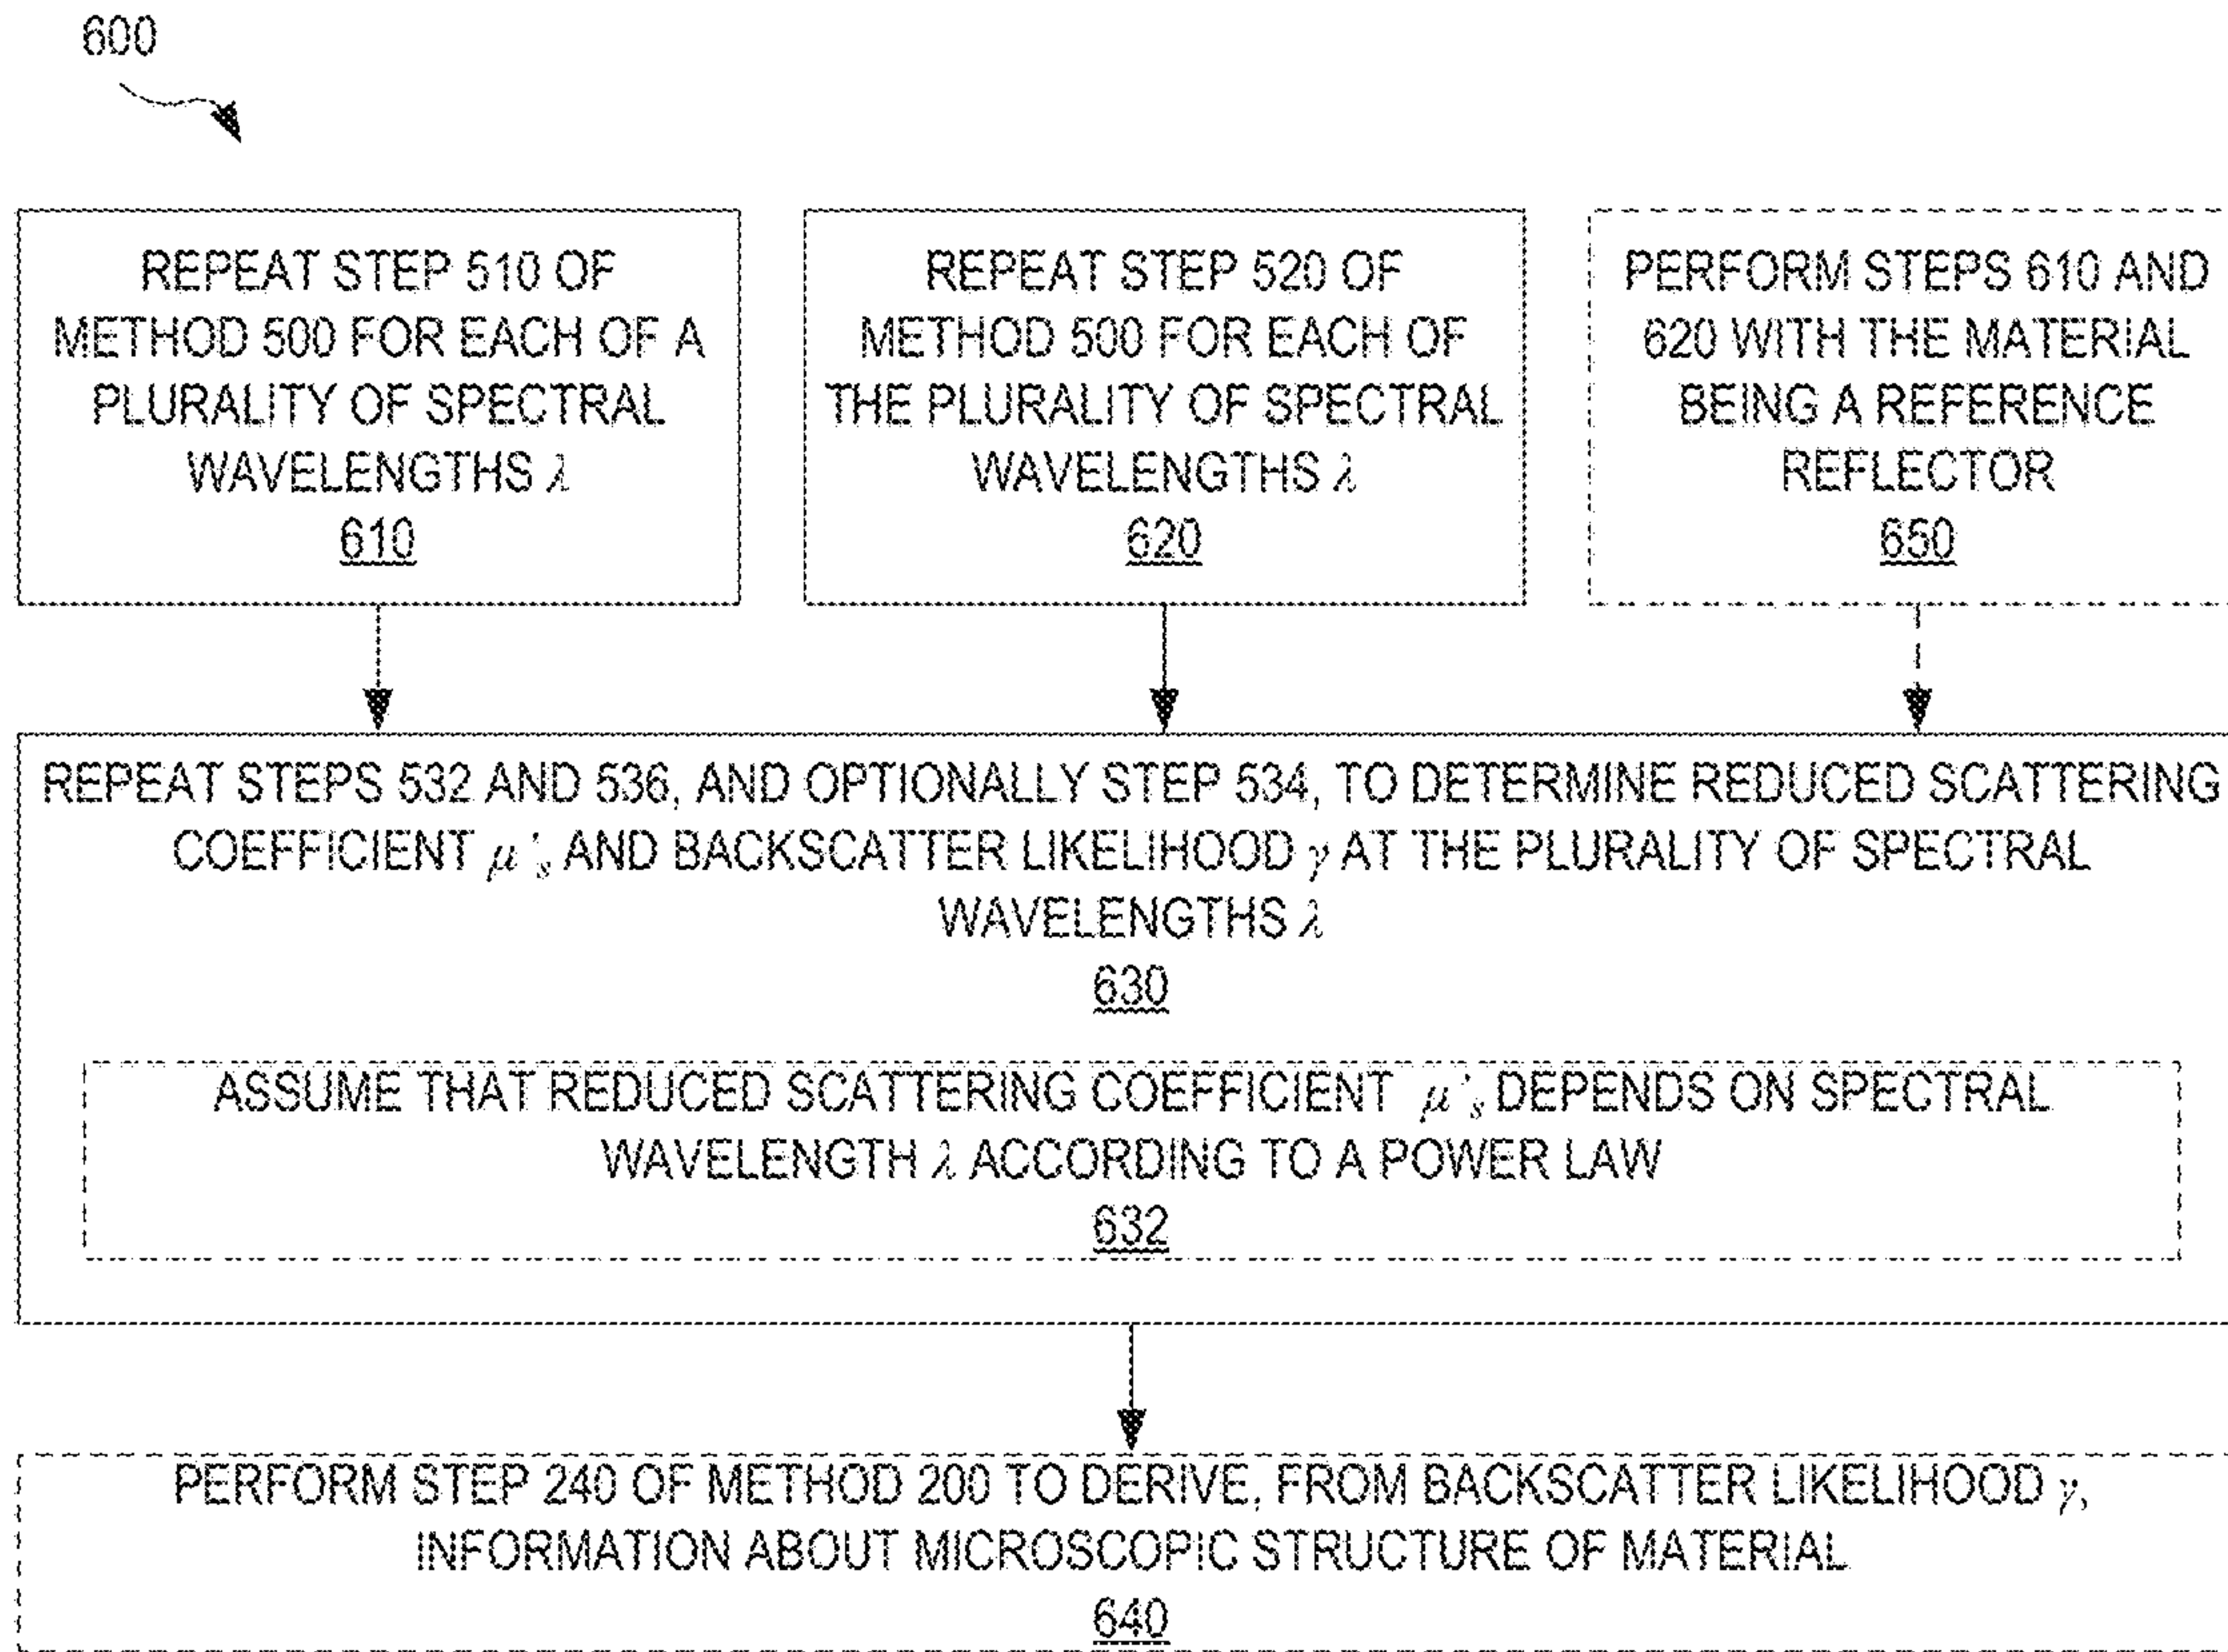 600
REPEAT STEP 510 OF
METHOD 500 FOR EACH OF A
PLURALITY OF SPECTRAL
WAVELENGTHS λ
610
REPEAT STEP 520 OF
METHOD 500 FOR EACH OF
THE PLURALITY OF SPECTRAL
WAVELENGTHS λ
620
PERFORM STEPS 610 AND
620 WITH THE MATERIAL
BEING A REFERENCE
REFLECTOR
650
REPEAT STEPS 532 AND 536, AND OPTIONALLY STEP 534, TO DETERMINE REDUCED SCATTERING
COEFFICIENT μ's AND BACKSCATTER LIKELIHOOD γ AT THE PLURALITY OF SPECTRAL
WAVELENGTHS λ
630
ASSUME THAT REDUCED SCATTERING COEFFICIENT μ's DEPENDS ON SPECTRAL
WAVELENGTH λ ACCORDING TO A POWER LAW
632
PERFORM STEP 240 OF METHOD 200 TO DERIVE, FROM BACKSCATTER LIKELIHOOD γ,
INFORMATION ABOUT MICROSCOPIC STRUCTURE OF MATERIAL
640